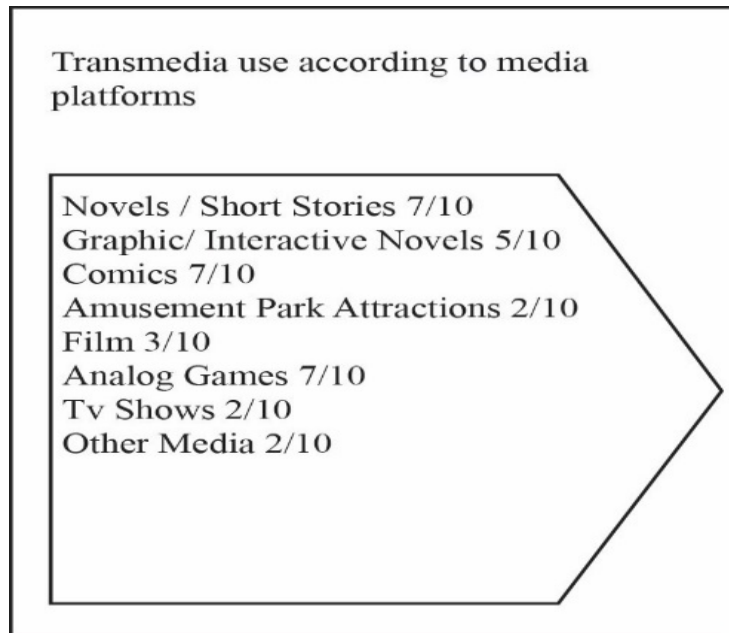 Transmedia use according to media
platforms
Novels / Short Stories 7/10
Graphic/ Interactive Novels 5/10
Comics 7/10
Amusement Park Attractions 2/10
Film 3/10
Analog Games 7/10
Tv Shows 2/10
Other Media 2/10